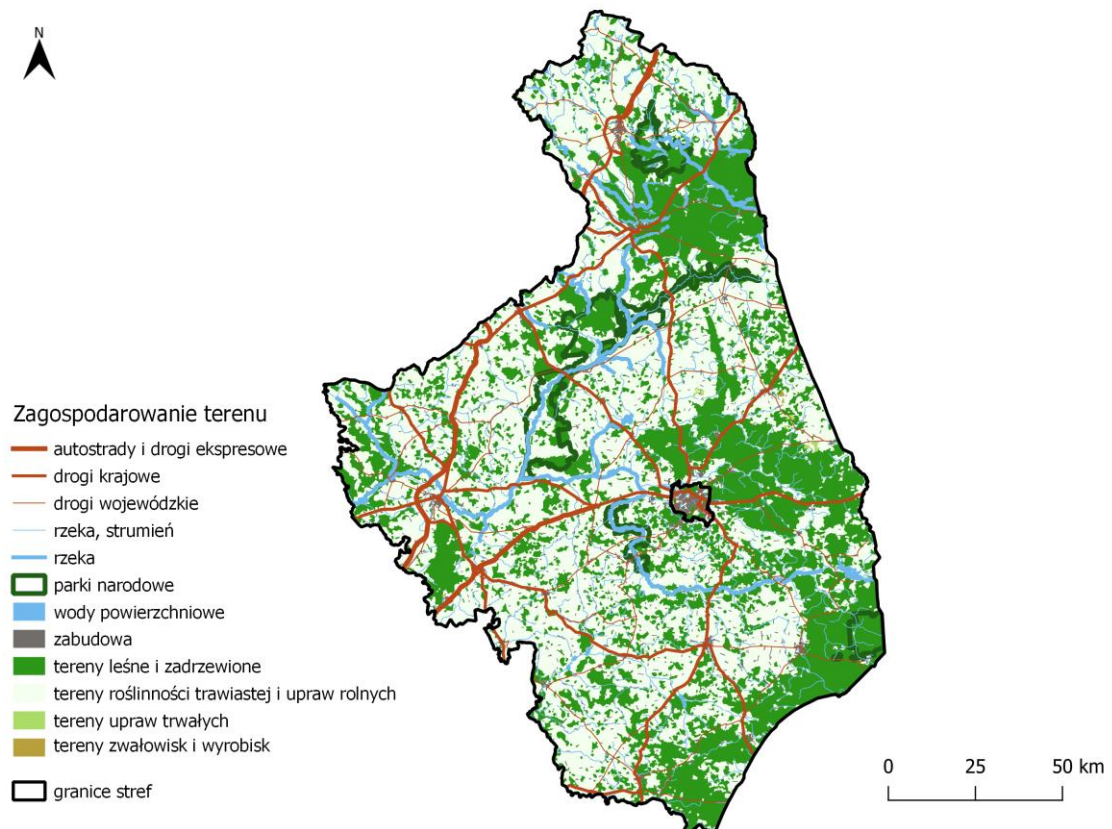 N
Zagospodarowanie terenu
autostrady i drogi ekspresowe
drogi krajowe
drogi wojewódzkie
rzeka, strumień
rzeka
parki narodowe
wody powierzchniowe
zabudowa
tereny leśne i zadrzewione
tereny roślinności trawiastej i upraw rolnych
tereny upraw trwałych
tereny zwałowisk i wyrobisk
granice stref
0 25 50 km